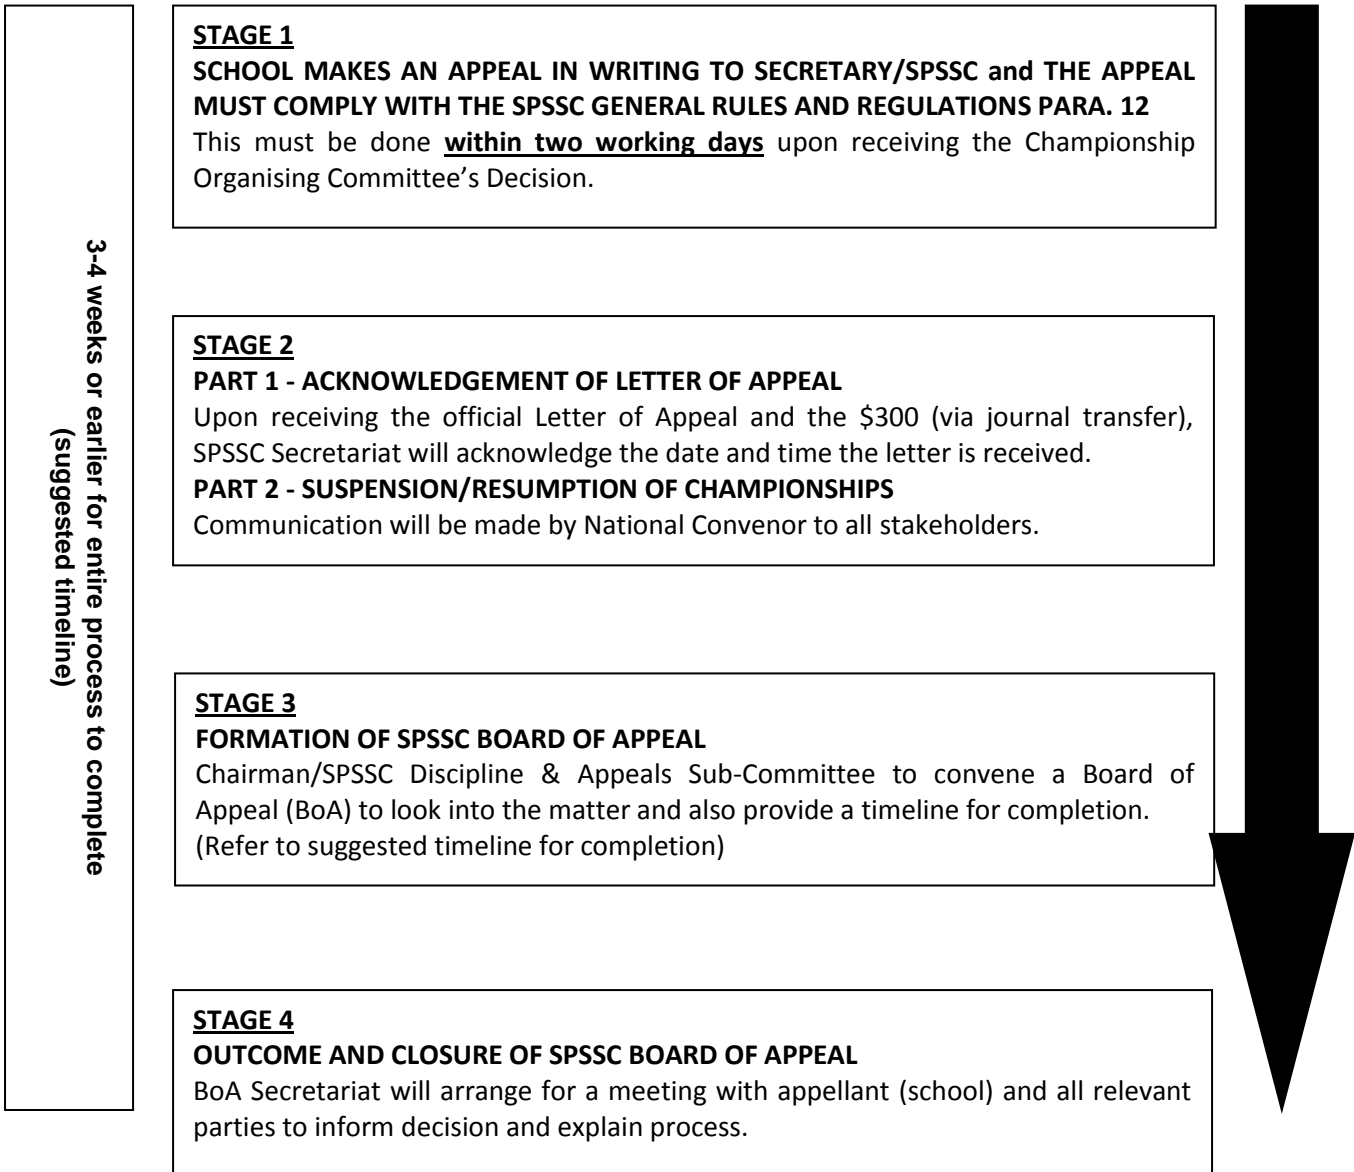 3-4 weeks or earlier for entire process to complete
(suggested timeline)
STAGE 1
SCHOOL MAKES AN APPEAL IN WRITING TO SECRETARY/SPSSC and THE APPEAL
MUST COMPLY WITH THE SPSSC GENERAL RULES AND REGULATIONS PARA. 12
This must be done within two working days upon receiving the Championship
Organising Committee’s Decision.
STAGE 2
PART 1 - ACKNOWLEDGEMENT OF LETTER OF APPEAL
Upon receiving the official Letter of Appeal and the $300 (via journal transfer),
SPSSC Secretariat will acknowledge the date and time the letter is received.
PART 2 - SUSPENSION/RESUMPTION OF CHAMPIONSHIPS
Communication will be made by National Convenor to all stakeholders.
STAGE 3
FORMATION OF SPSSC BOARD OF APPEAL
Chairman/SPSSC Discipline & Appeals Sub-Committee to convene a Board of
Appeal (BoA) to look into the matter and also provide a timeline for completion.
(Refer to suggested timeline for completion)
STAGE 4
OUTCOME AND CLOSURE OF SPSSC BOARD OF APPEAL
BoA Secretariat will arrange for a meeting with appellant (school) and all relevant
parties to inform decision and explain process.